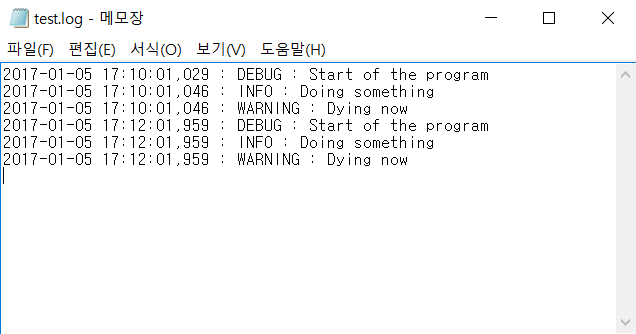 test.log - 메모장
파일(F) 편집(E) 서식(O) 보기(V) 도움말(H)
2017-01-05 17:10:01,029 : DEBUG : Start of the program
2017-01-05 17:10:01,046 : INFO : Doing something
2017-01-05 17:10:01,046 : WARNING : Dying now
2017-01-05 17:12:01,959 : DEBUG : Start of the program
2017-01-05 17:12:01,959 : INFO : Doing something
2017-01-05 17:12:01,959 : WARNING : Dying now